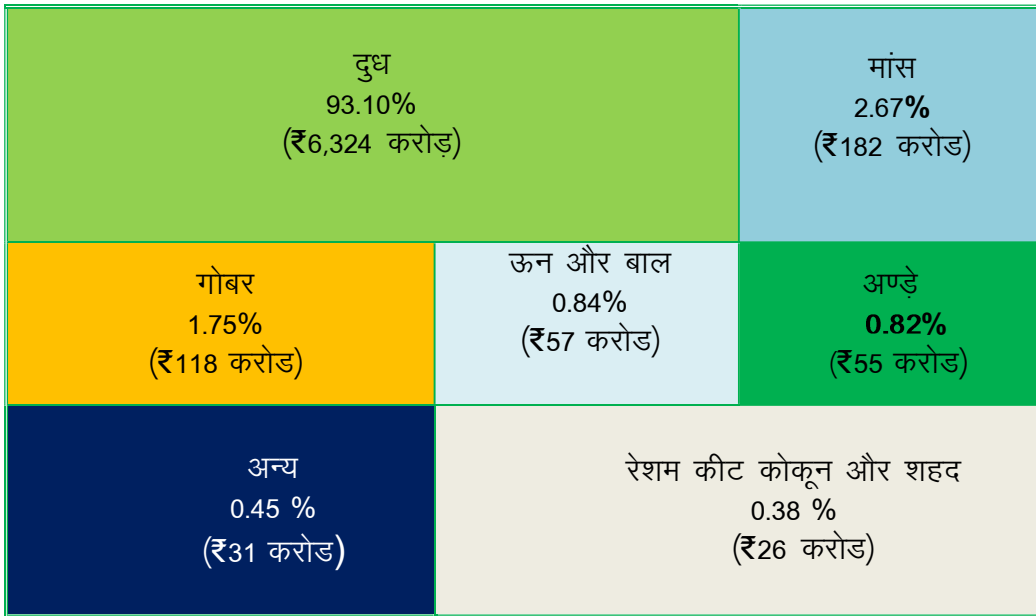 दुध
93.10%
(₹6,324 करोड़)
मांस
2.67%
(₹182 करोड)
गोबर
1.75%
(₹118 करोड)
ऊन और बाल
0.84%
(₹57 करोड)
अण्ड़े
0.82%
(₹55 करोड)
अन्य
0.45 %
(₹31 करोड)
रेशम कीट कोकून और शहद
0.38 %
(₹26 करोड)